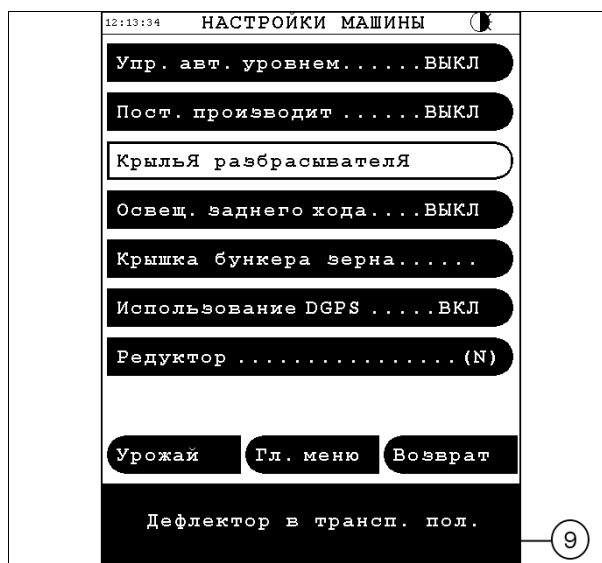 12:13:34 НАСТРОЙКИ МАШИНЫ
Упр. авт. уровнем......ВЫКЛ
Пост. производит ......ВЫКЛ
КрыльЯ разбрасывателЯ
Освещ. заднего хода....ВЫКЛ
Крышка бункера зерна......
Использование DGPS .....ВКЛ
Редуктор ................(N)
Урожай Гл. меню Возврат
Дефлектор в трансп. пол.
9